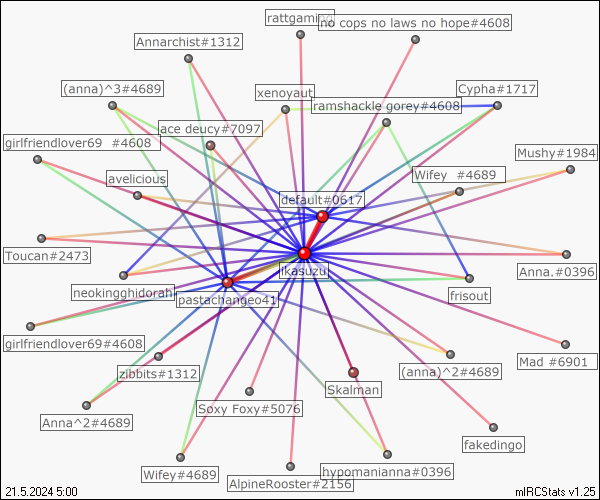 rattgaming
no cops no laws no hope#4608
Annarchist#1312
(anna)^3#4689
xenoyaut
Cypha#1717
ramshackle gorey#4608
ace deucy#7097
girlfriendlover69 #4608
Mushy#1984
avelicious
Wifey #4689
default#0617
Toucan#2473
Anna.#0396
ikasuzu
neokingghidorah
pastachangeo41
frisout
girlfriendlover69#4608
Mad #6901
zibbits#1312
(anna)^2#4689
Skalman
Anna^2#4689
Soxy Foxy#5076
fakedingo
Wifey#4689
hypomanianna#0396
AlpineRooster#2156
21.5.2024 5:00
mIRCStats v1.25